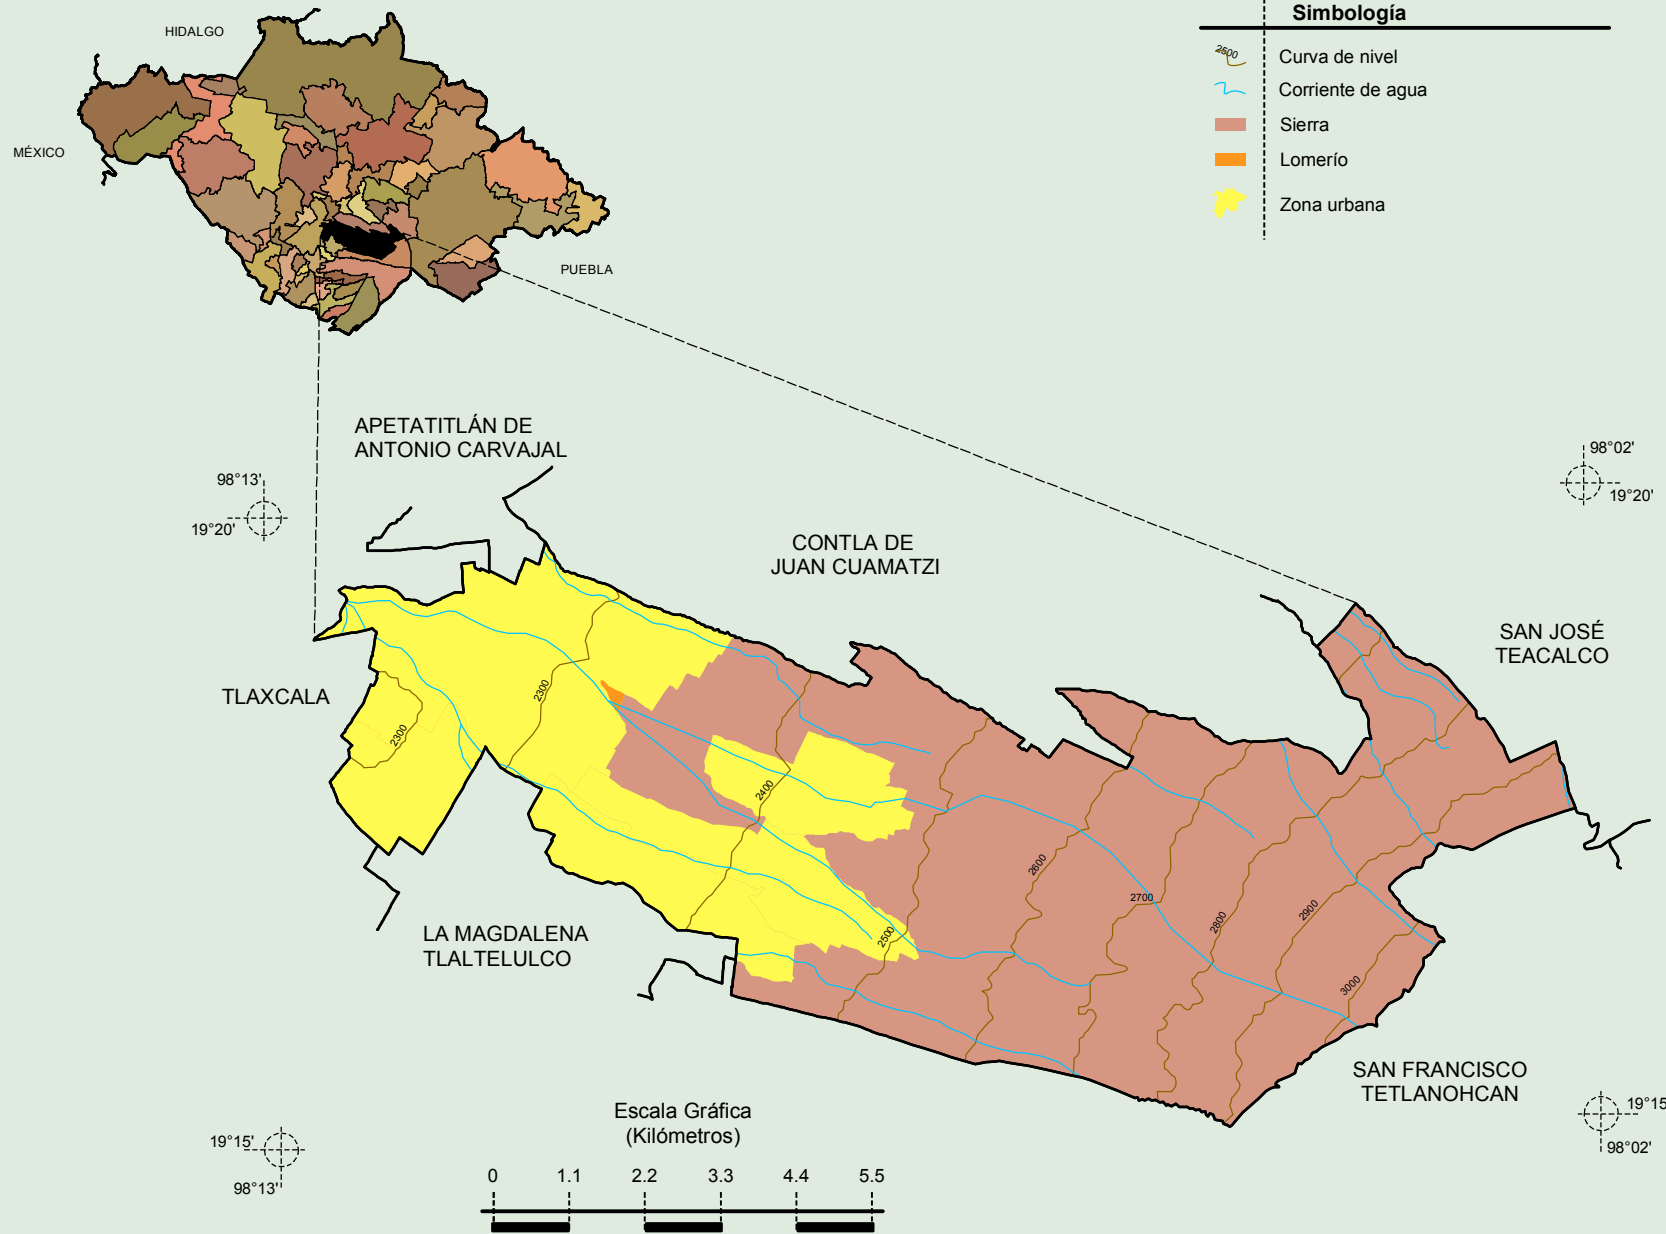 Simbología
2500
Curva de nivel
Corriente de agua
Sierra
Lomerío
Zona urbana
HIDALGO
MÉXICO
PUEBLA
APETATITLÁN DE
ANTONIO CARVAJAL
98°13'
19°20'
98°02'
19°20'
CONTLA DE
JUAN CUAMATZI
SAN JOSÉ
TEACALCO
TLAXCALA
2300
2300
2400
2500
2600
2700
2800
2900
3000
LA MAGDALENA
TLALTELULCO
SAN FRANCISCO
TETLANOHCAN
19°15'
98°13''
19°15
98°02'
Escala Gráfica
(Kilómetros)
0 1.1 2.2 3.3 4.4 5.5